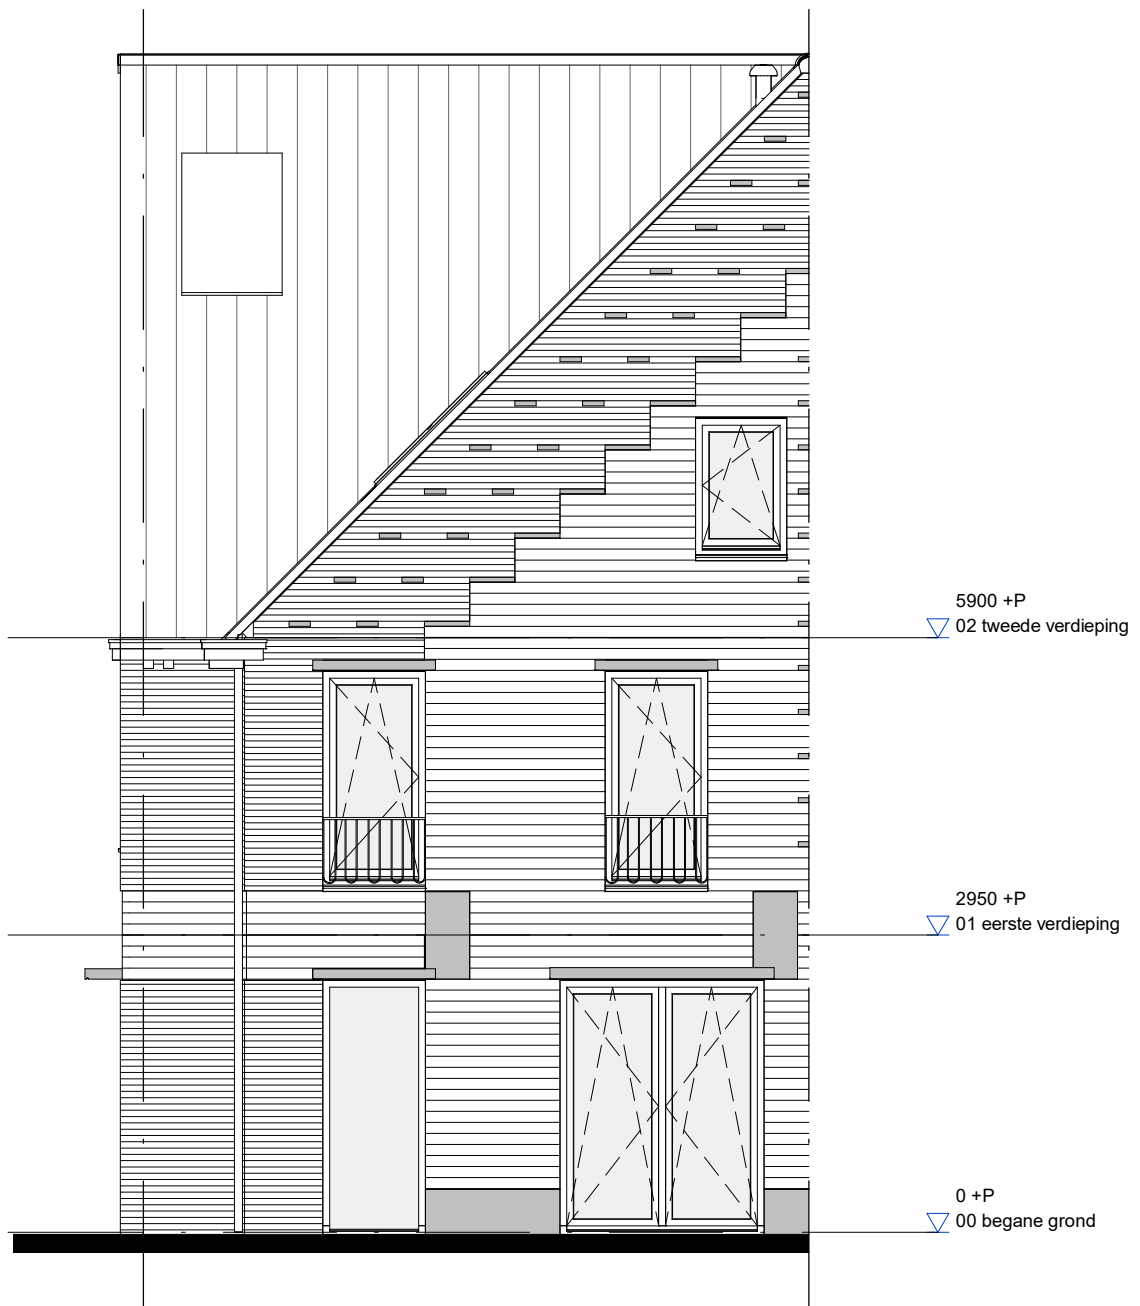 5900 +P
02 tweede verdieping
2950 +P
01 eerste verdieping
0 +P
00 begane grond